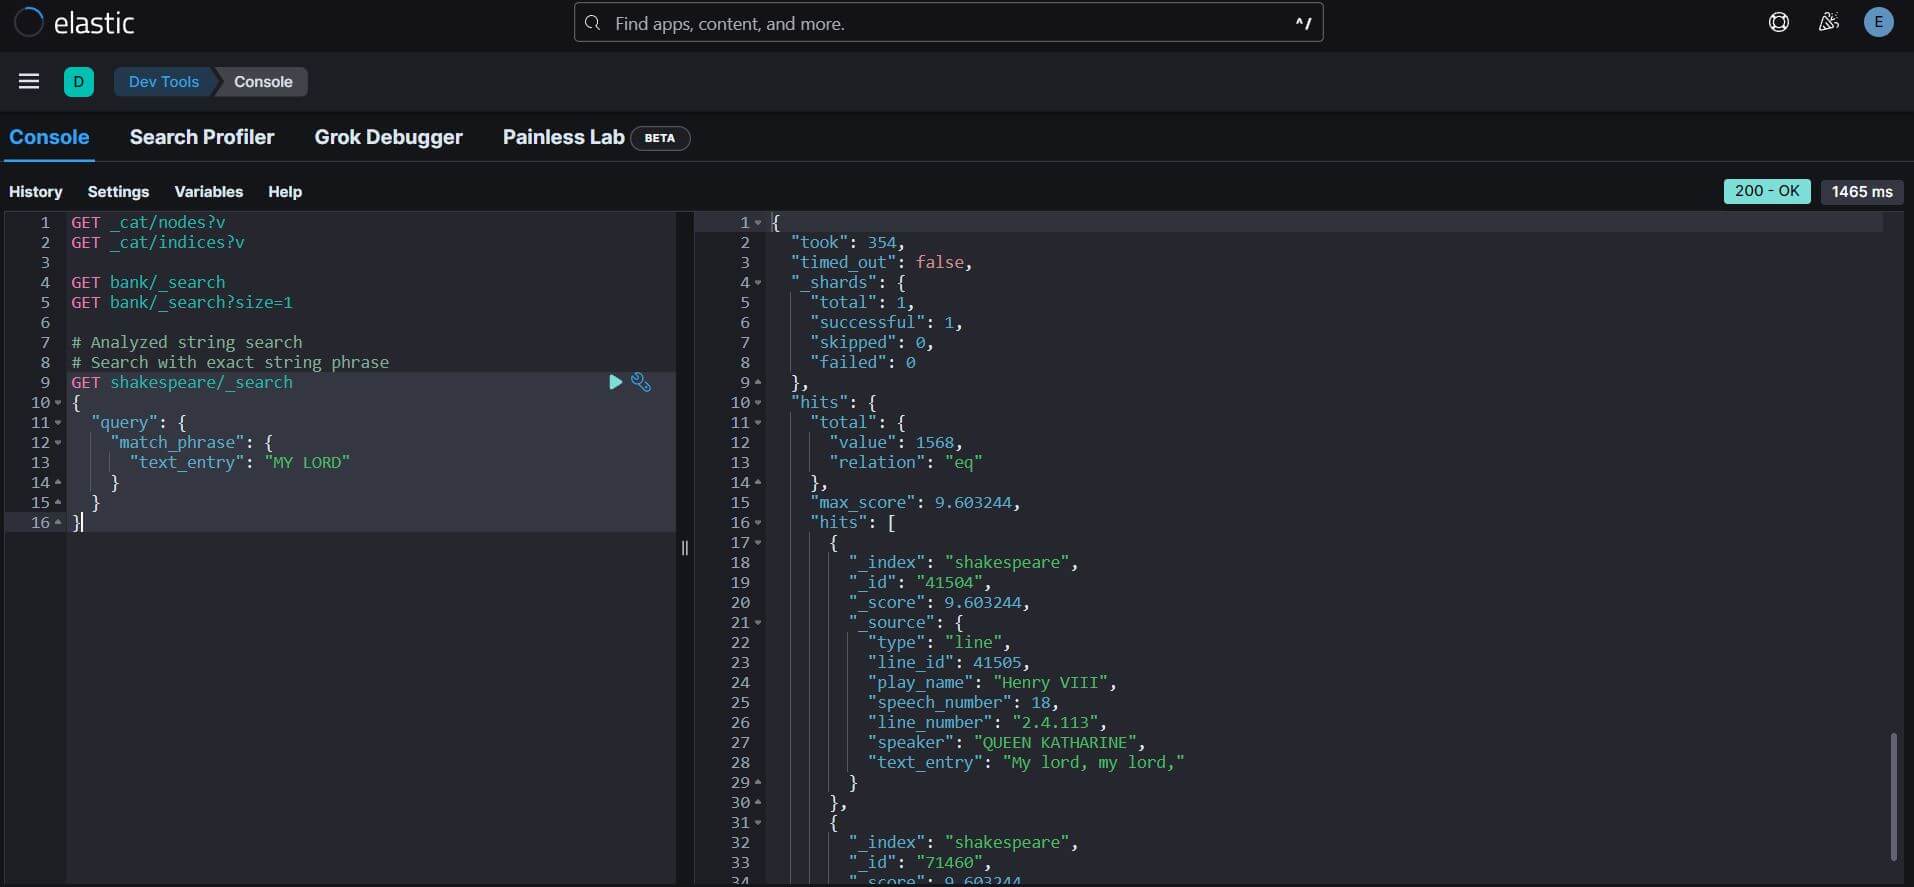 elastic
Find apps, content, and more.
^/
E
D
Dev Tools
Console
Console
Search Profiler
Grok Debugger
Painless Lab
BETA
History
Settings
Variables
Help
200 - OK
1465 ms
1 GET _cat/nodes?v
2 GET _cat/indices?v
3
4 GET bank/_search
5 GET bank/_search?size=1
6
7 # Analyzed string search
8 # Search with exact string phrase
9 GET shakespeare/_search
10 {
11 "query": {
12 "match_phrase": {
13 "text_entry": "MY LORD"
14 }
15 }
16 }
1 {
2 "took": 354,
3 "timed_out": false,
4 "_shards": {
5 "total": 1,
6 "successful": 1,
7 "skipped": 0,
8 "failed": 0
9 },
10 "hits": {
11 "total": {
12 "value": 1568,
13 "relation": "eq"
14 },
15 "max_score": 9.603244,
16 "hits": [
17 {
18 "_index": "shakespeare",
19 "_id": "41504",
20 "_score": 9.603244,
21 "_source": {
22 "type": "line",
23 "line_id": 41505,
24 "play_name": "Henry VIII",
25 "speech_number": 18,
26 "line_number": "2.4.113",
27 "speaker": "QUEEN KATHARINE",
28 "text_entry": "My lord, my lord,"
29 }
30 },
31 {
32 "_index": "shakespeare",
33 "_id": "71460",
34 "_score": 9.603244